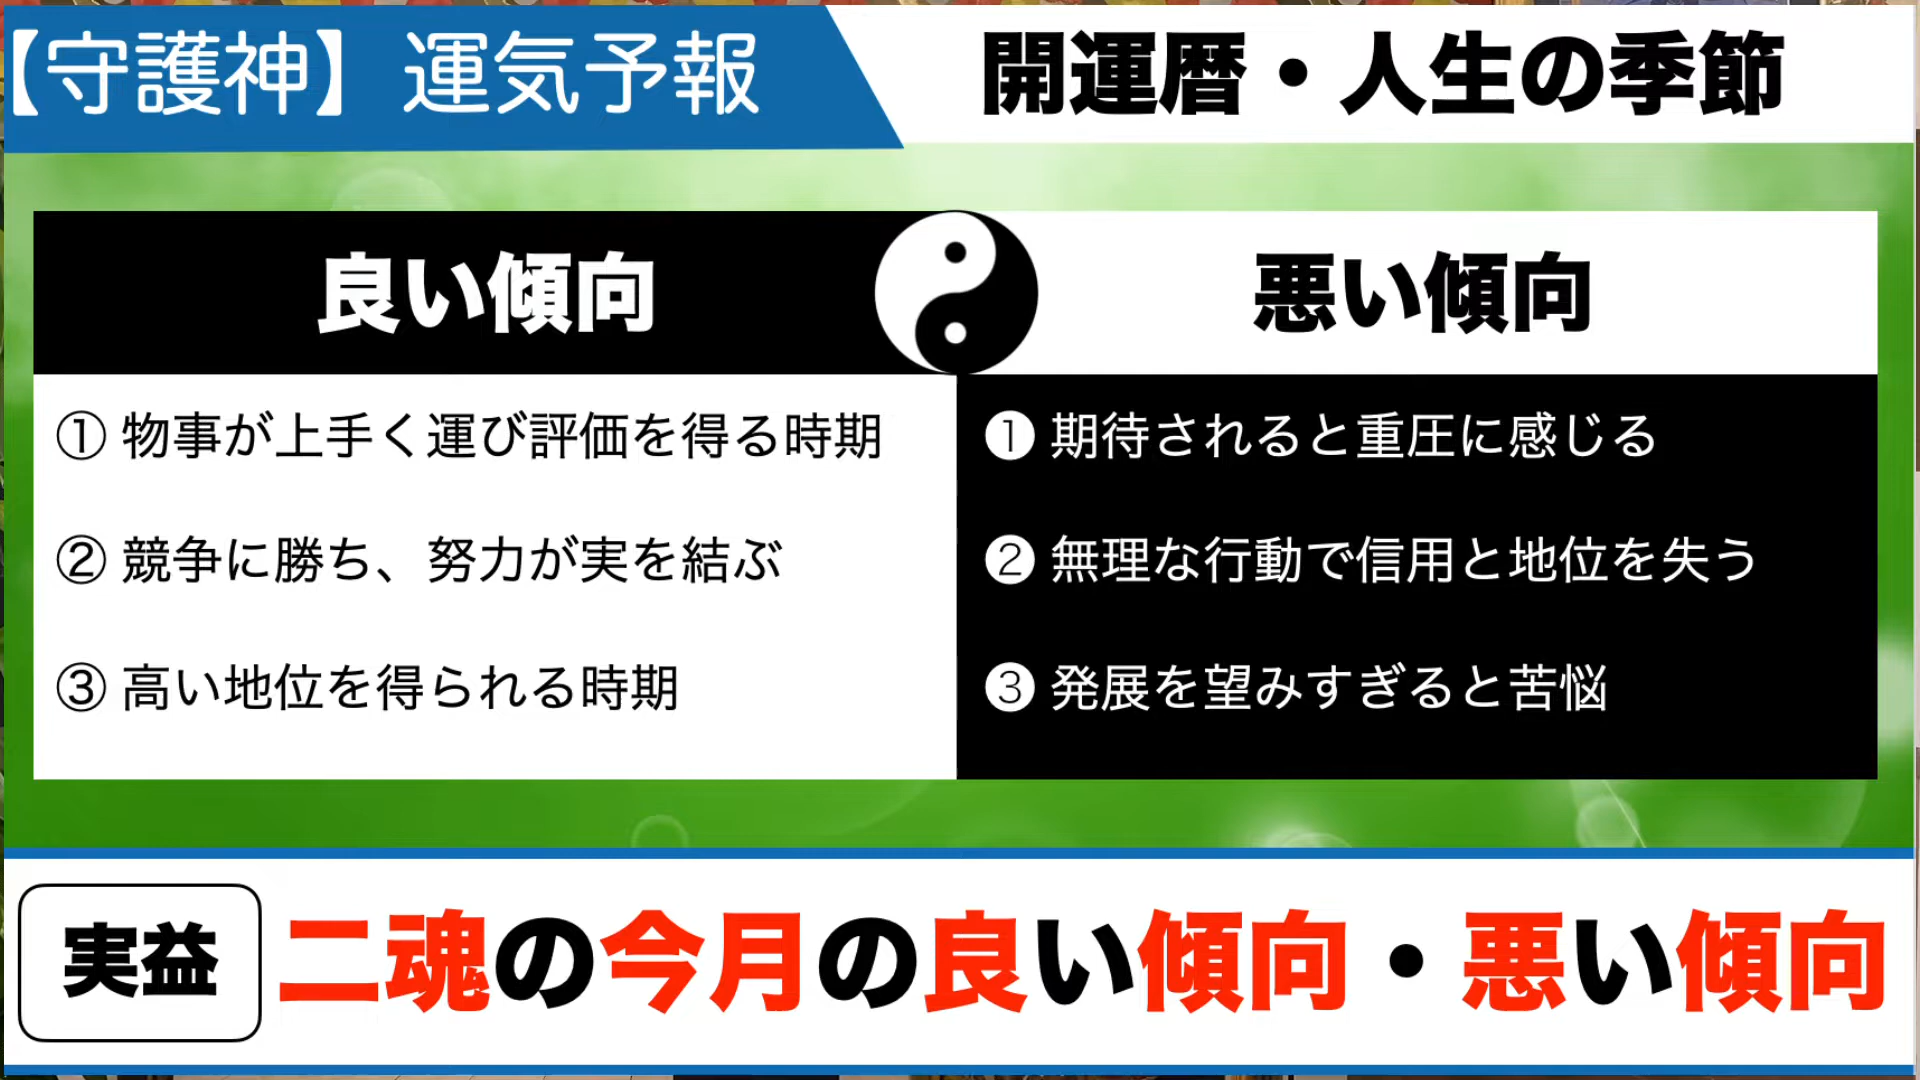 【守護神】運気予報
開運暦・人生の季節
良い傾向
悪い傾向
① 物事が上手く運び評価を得る時期
② 競争に勝ち、努力が実を結ぶ
③ 高い地位を得られる時期
❶ 期待されると重圧に感じる
❷ 無理な行動で信用と地位を失う
❸ 発展を望みすぎると苦悩
実益
二魂の今月の良い傾向・悪い傾向